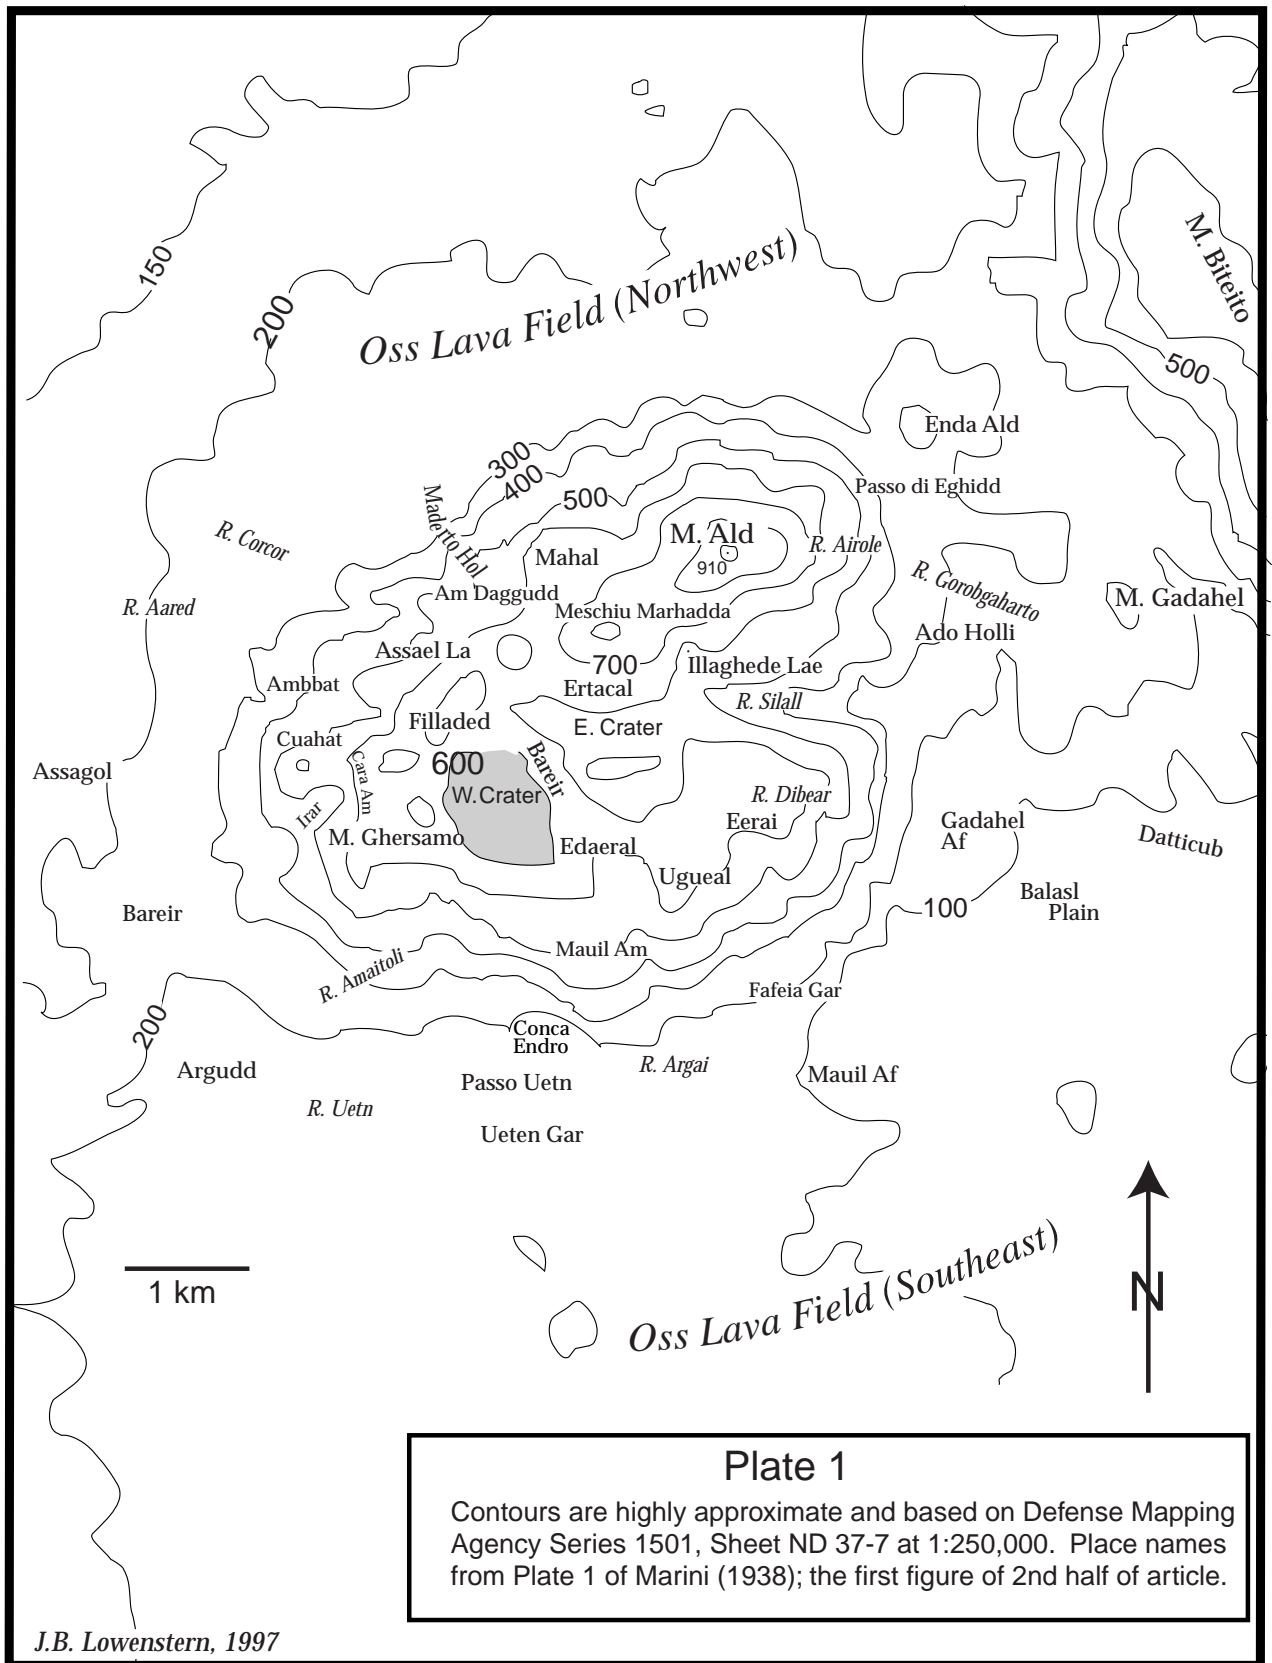 M. Biteito
150
200
Oss Lava Field (Northwest)
500
Enda Ald
300
400
500
Passo di Eghidd
Maderto Hol
R. Corcor
M. Ald
910
Mahal
R. Airole
R. Gorobgaharto
M. Gadahel
Am Daggudd
R. Aared
Meschiu Marhadda
Ado Holli
Assael La
700
Illaghede Lae
Ambbat
Ertacal
R. Silall
Filladed
E. Crater
Cuahat
Assagol
Cara Am
600
Bareir
W. Crater
R. Dibear
Irar
Eerai
Gadahel
Af
M. Ghersamo
Edaeral
Datticub
Ugueal
Balasl
Plain
Bareir
100
Mauil Am
R. Amaitoli
Fafeia Gar
200
Conca
Endro
R. Argai
Argudd
Passo Uetn
Mauil Af
R. Uetn
Ueten Gar
1 km
N
Oss Lava Field (Southeast)
Plate 1
Contours are highly approximate and based on Defense Mapping
Agency Series 1501, Sheet ND 37-7 at 1:250,000. Place names
from Plate 1 of Marini (1938); the first figure of 2nd half of article.
J.B. Lowenstern, 1997